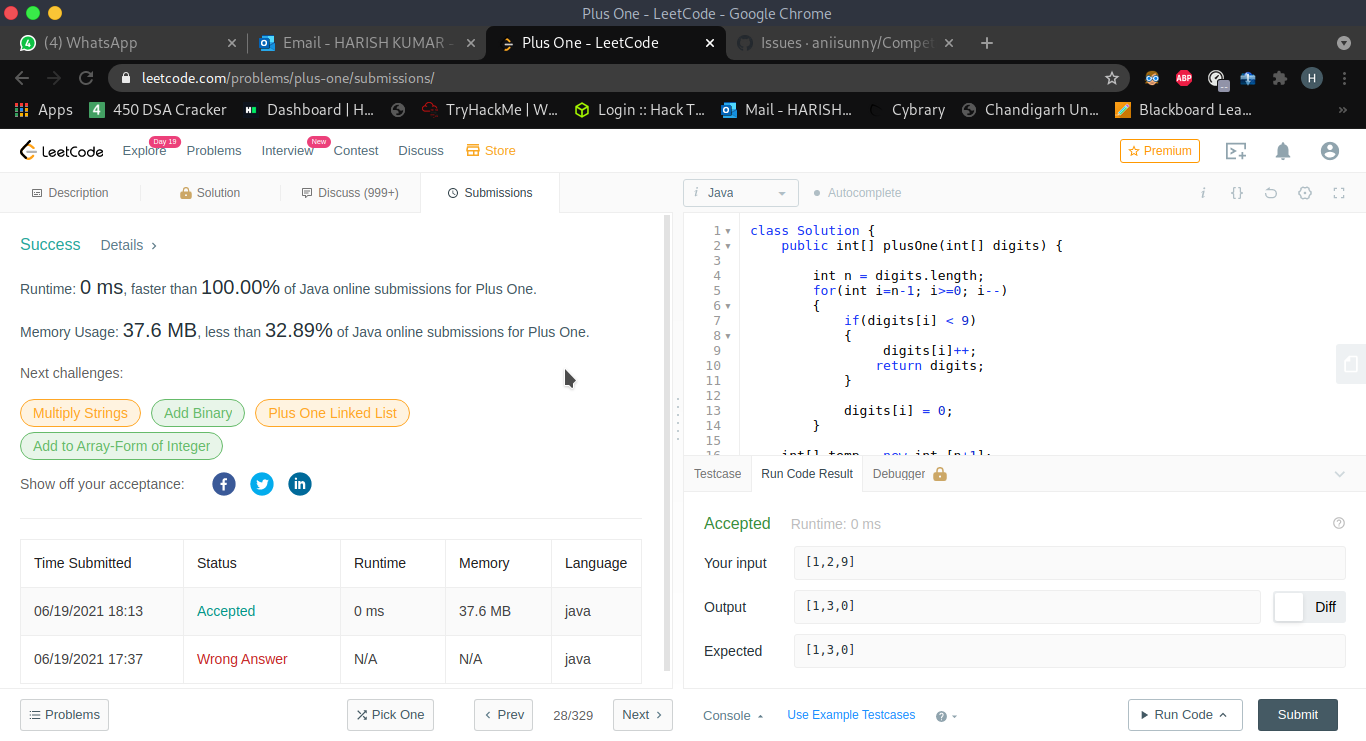 Plus One - LeetCode - Google Chrome
(4) WhatsApp
Email - HARISH KUMAR -
Plus One - LeetCode
Issues · aniisunny/Compet
leetcode.com/problems/plus-one/submissions/
ABP
H
Apps
4 450 DSA Cracker
Dashboard | H...
TryHackMe | W...
Login :: Hack T...
Mail - HARISH...
Cybrary
Chandigarh Un...
Blackboard Lea...
»
LeetCode
Explore
Day 19
Problems
Interview
New
Contest
Discuss
Store
Premium
Description
Solution
Discuss (999+)
Submissions
i Java
Autocomplete
i {}
Success Details >
Runtime: 0 ms, faster than 100.00% of Java online submissions for Plus One.
Memory Usage: 37.6 MB, less than 32.89% of Java online submissions for Plus One.
Next challenges:
Multiply Strings Add Binary Plus One Linked List
Add to Array-Form of Integer
Show off your acceptance:
Time Submitted Status Runtime Memory Language
06/19/2021 18:13 Accepted 0 ms 37.6 MB java
06/19/2021 17:37 Wrong Answer N/A N/A java
Problems
Pick One
< Prev
28/329
Next >
1 class Solution {
2 public int[] plusOne(int[] digits) {
3
4 int n = digits.length;
5 for(int i=n-1; i>=0; i--)
6 {
7 if(digits[i] < 9)
8 {
9 digits[i]++;
10 return digits;
11 }
12
13 digits[i] = 0;
14 }
15
16 int[] temp = new int [n+1];
Testcase Run Code Result Debugger
Accepted Runtime: 0 ms
Your input [1,2,9]
Output [1,3,0] Diff
Expected [1,3,0]
Console
Use Example Testcases
Run Code
Submit